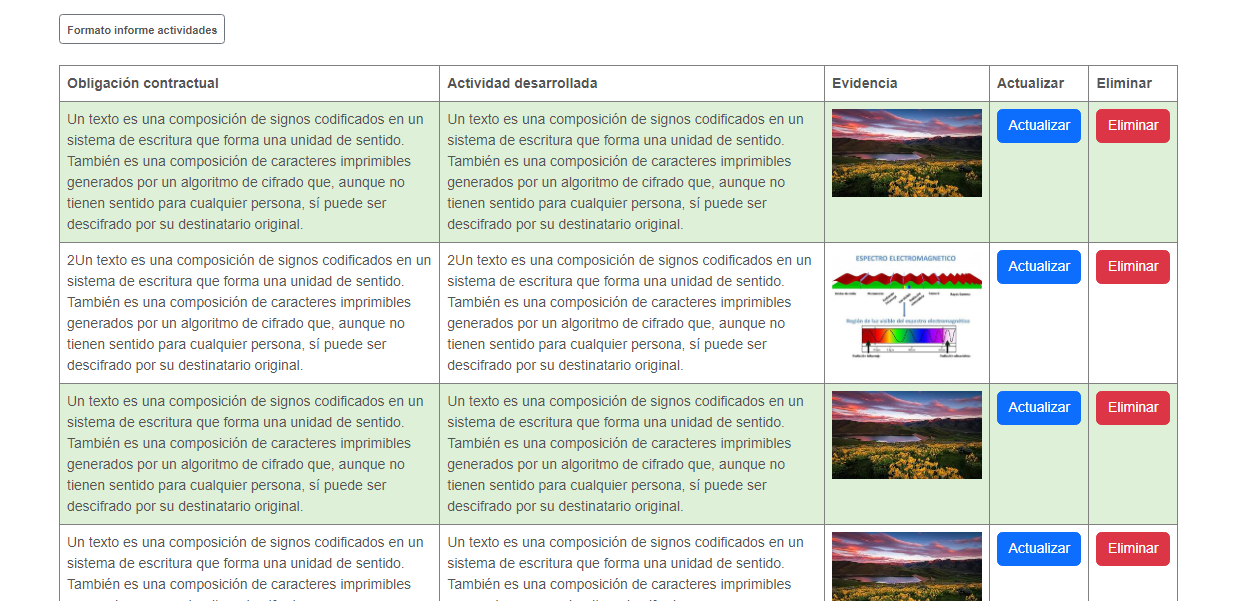 Formato informe actividades
Obligación contractual
Actividad desarrollada
Evidencia
Actualizar
Eliminar
Un texto es una composición de signos codificados en un
sistema de escritura que forma una unidad de sentido.
También es una composición de caracteres imprimibles
generados por un algoritmo de cifrado que, aunque no
tienen sentido para cualquier persona, sí puede ser
descifrado por su destinatario original.
Un texto es una composición de signos codificados en un
sistema de escritura que forma una unidad de sentido.
También es una composición de caracteres imprimibles
generados por un algoritmo de cifrado que, aunque no
tienen sentido para cualquier persona, sí puede ser
descifrado por su destinatario original.
Actualizar
Eliminar
2Un texto es una composición de signos codificados en un
sistema de escritura que forma una unidad de sentido.
También es una composición de caracteres imprimibles
generados por un algoritmo de cifrado que, aunque no
tienen sentido para cualquier persona, sí puede ser
descifrado por su destinatario original.
2Un texto es una composición de signos codificados en un
sistema de escritura que forma una unidad de sentido.
También es una composición de caracteres imprimibles
generados por un algoritmo de cifrado que, aunque no
tienen sentido para cualquier persona, sí puede ser
descifrado por su destinatario original.
ESPECTRO ELECTROMAGNETICO
Región de luz visible del espectro electromagnético
Actualizar
Eliminar
Un texto es una composición de signos codificados en un
sistema de escritura que forma una unidad de sentido.
También es una composición de caracteres imprimibles
generados por un algoritmo de cifrado que, aunque no
tienen sentido para cualquier persona, sí puede ser
descifrado por su destinatario original.
Un texto es una composición de signos codificados en un
sistema de escritura que forma una unidad de sentido.
También es una composición de caracteres imprimibles
generados por un algoritmo de cifrado que, aunque no
tienen sentido para cualquier persona, sí puede ser
descifrado por su destinatario original.
Actualizar
Eliminar
Un texto es una composición de signos codificados en un
sistema de escritura que forma una unidad de sentido.
También es una composición de caracteres imprimibles
Un texto es una composición de signos codificados en un
sistema de escritura que forma una unidad de sentido.
También es una composición de caracteres imprimibles
Actualizar
Eliminar